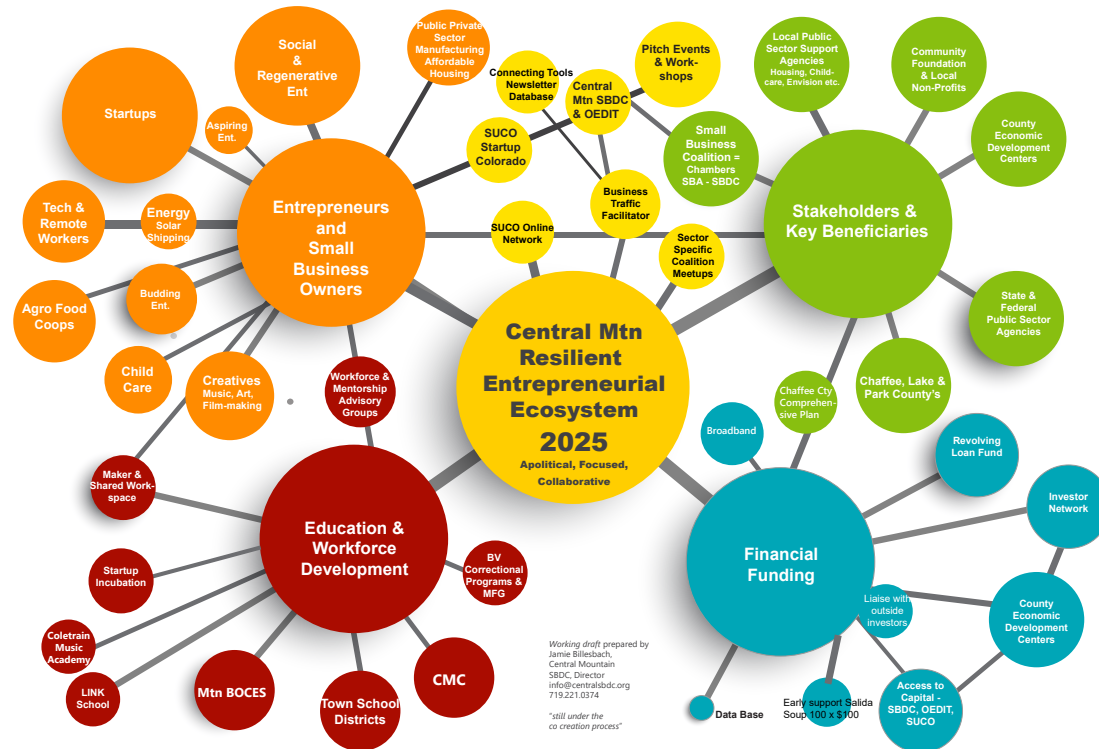 Startups
Social
&
Regenerative
Ent
Public Private
Sector
Manufacturing
Affordable
Housing
Aspiring
Ent.
Tech &
Remote
Workers
Energy
Solar
Shipping
Agro Food
Coops
Budding
Ent.
Child
Care
Creatives
Music, Art,
Film-making
Entrepreneurs
and
Small
Business
Owners
Connecting Tools
Newsletter
Database
Central
Mtn SBDC
& OEDIT
Pitch Events
& Work-
shops
SUCO
Startup
Colorado
Business
Traffic
Facilitator
SUCO Online
Network
Sector
Specific
Coalition
Meetups
Small
Business
Coalition =
Chambers
SBA - SBDC
Local Public
Sector Support
Agencies
Housing, Child-
care, Envision etc.
Community
Foundation
& Local
Non-Profits
County
Economic
Development
Centers
Stakeholders &
Key Beneficiaries
State &
Federal
Public Sector
Agencies
Chaffee, Lake &
Park County's
Chaffee Cty
Comprehen-
sive Plan
Central Mtn
Resilient
Entrepreneurial
Ecosystem
2025
Apolitical, Focused,
Collaborative
Workforce &
Mentorship
Advisory
Groups
Maker &
Shared Work-
space
Education &
Workforce
Development
Startup
Incubation
Coletrain
Music
Academy
LINK
School
Mtn BOCES
Town School
Districts
CMC
BV
Correctional
Programs &
MFG
Broadband
Revolving
Loan Fund
Investor
Network
Financial
Funding
Liaise with
outside
investors
County
Economic
Development
Centers
Access to
Capital -
SBDC, OEDIT,
SUCO
Early support Salida
Soup 100 x $100
Data Base
Working draft prepared by
Jamie Billesbach,
Central Mountain
SBDC, Director
info@centralsbdc.org
719.221.0374
"still under the
co creation process"